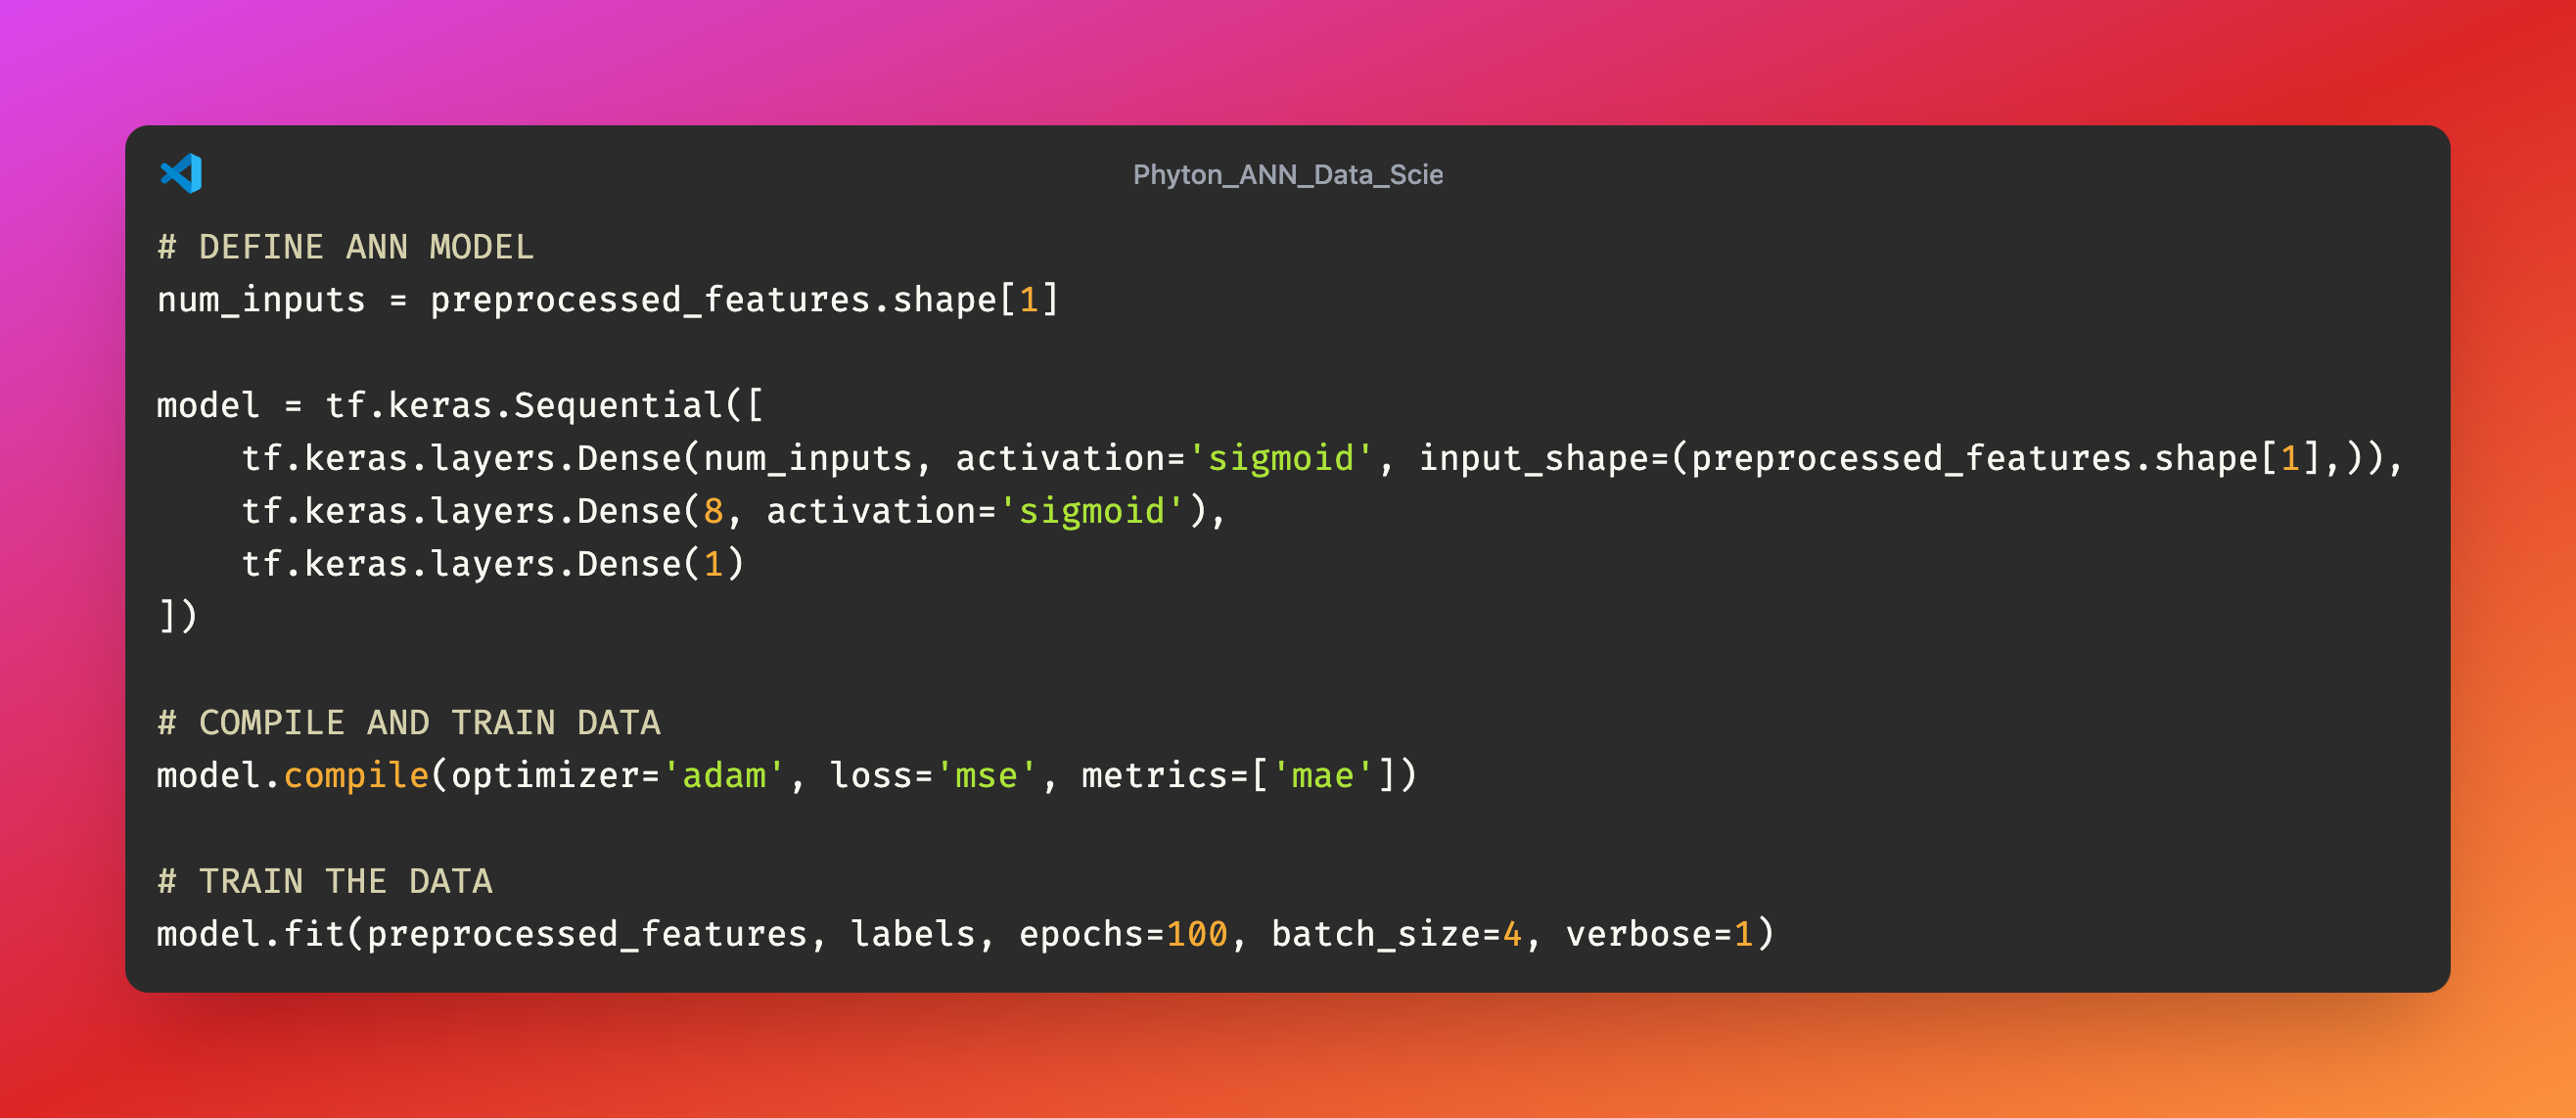 Phyton_ANN_Data_Scie
# DEFINE ANN MODEL
num_inputs = preprocessed_features.shape[1]

model = tf.keras.Sequential([
    tf.keras.layers.Dense(num_inputs, activation='sigmoid', input_shape=(preprocessed_features.shape[1],)),
    tf.keras.layers.Dense(8, activation='sigmoid'),
    tf.keras.layers.Dense(1)
])

# COMPILE AND TRAIN DATA
model.compile(optimizer='adam', loss='mse', metrics=['mae'])

# TRAIN THE DATA
model.fit(preprocessed_features, labels, epochs=100, batch_size=4, verbose=1)